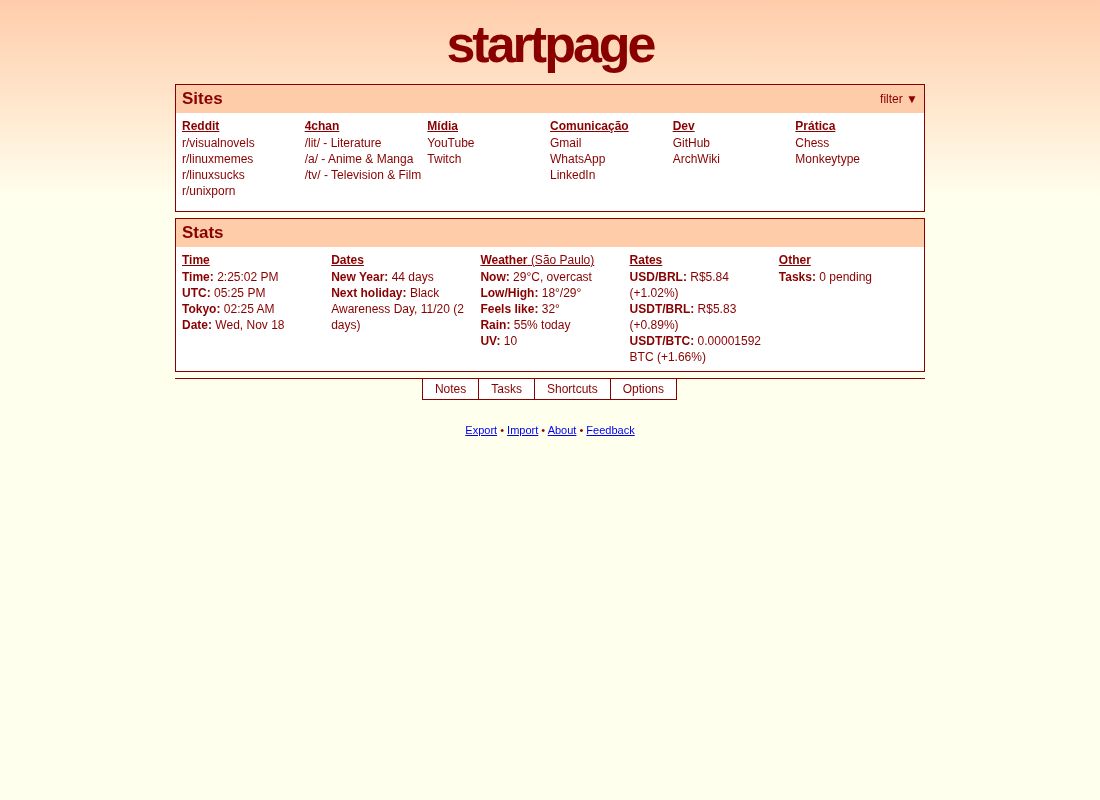 startpage
Sites
filter ▼
Reddit
r/visualnovels
r/linuxmemes
r/linuxsucks
r/unixporn
4chan
/lit/ - Literature
/a/ - Anime & Manga
/tv/ - Television & Film
Mídia
YouTube
Twitch
Comunicação
Gmail
WhatsApp
LinkedIn
Dev
GitHub
ArchWiki
Prática
Chess
Monkeytype
Stats
Time
Time: 2:25:02 PM
UTC: 05:25 PM
Tokyo: 02:25 AM
Date: Wed, Nov 18
Dates
New Year: 44 days
Next holiday: Black
Awareness Day, 11/20 (2
days)
Weather (São Paulo)
Now: 29°C, overcast
Low/High: 18°/29°
Feels like: 32°
Rain: 55% today
UV: 10
Rates
USD/BRL: R$5.84
(+1.02%)
USDT/BRL: R$5.83
(+0.89%)
USDT/BTC: 0.00001592
BTC (+1.66%)
Other
Tasks: 0 pending
Notes
Tasks
Shortcuts
Options
Export • Import • About • Feedback